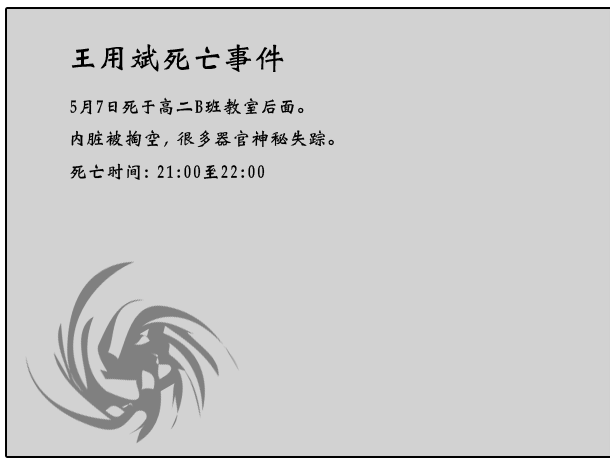 王用斌死亡事件
5月7日死于高二B班教室后面。
内脏被掏空，很多器官神秘失踪。
死亡时间：21:00至22:00